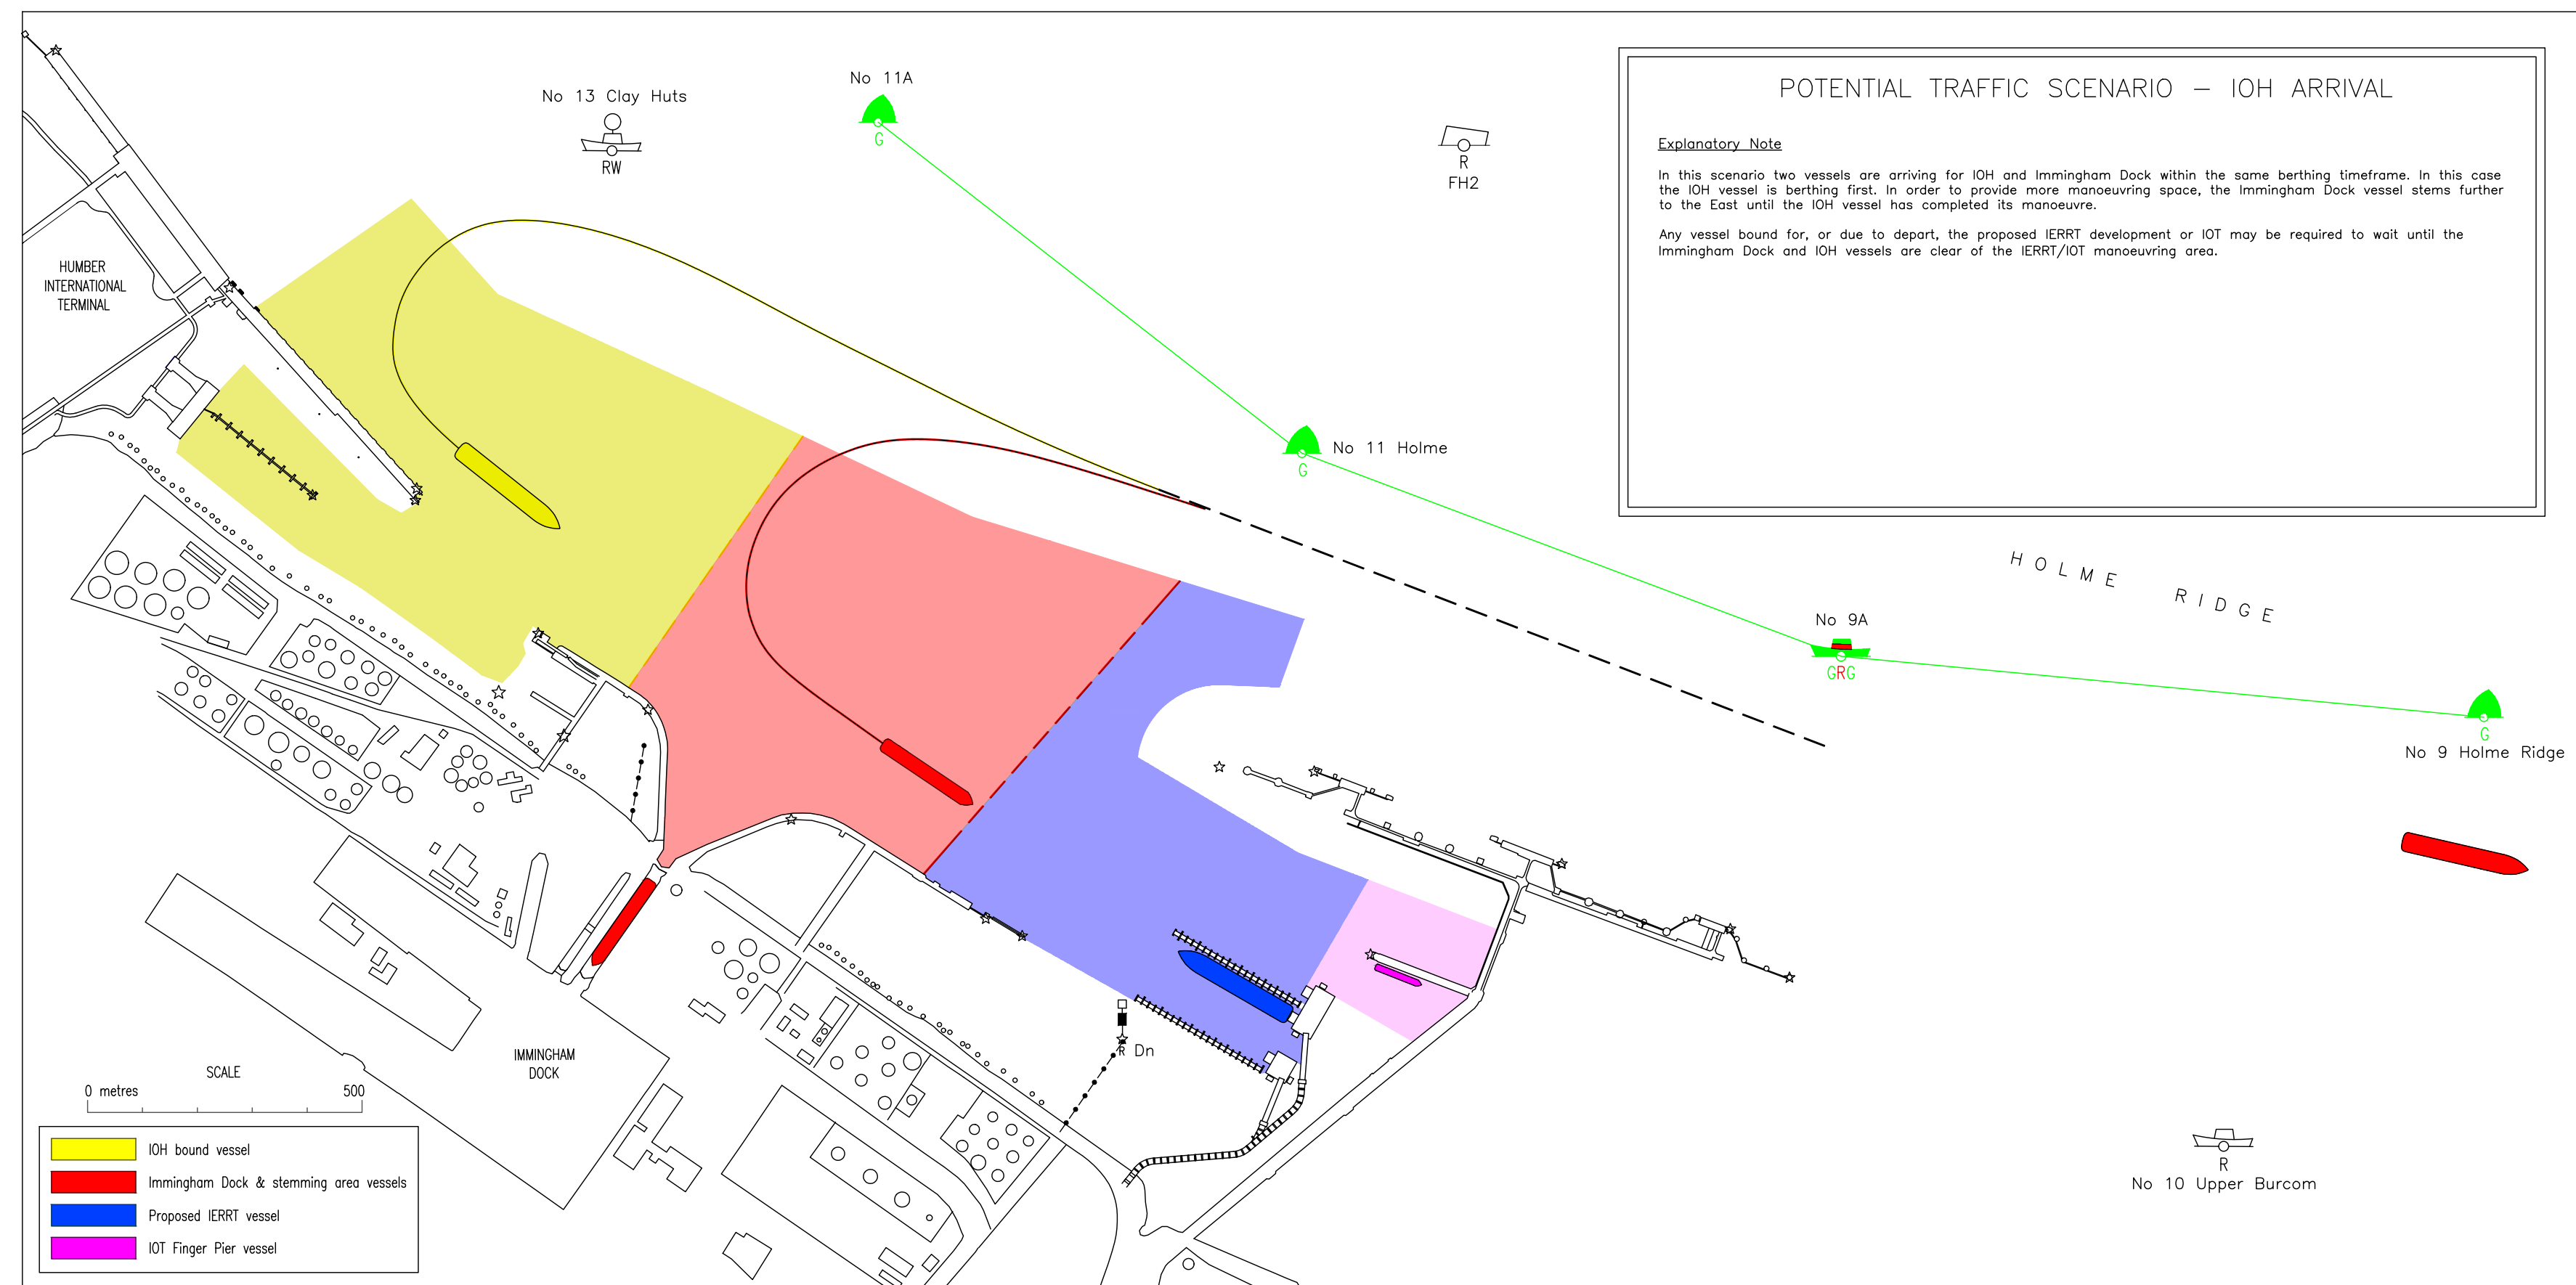 POTENTIAL TRAFFIC SCENARIO – IOH ARRIVAL
Explanatory Note
In this scenario two vessels are arriving for IOH and Immingham Dock within the same berthing timeframe. In this case
the IOH vessel is berthing first. In order to provide more manoeuvring space, the Immingham Dock vessel stems further
to the East until the IOH vessel has completed its manoeuvre.
Any vessel bound for, or due to depart, the proposed IERRT development or IOT may be required to wait until the
Immingham Dock and IOH vessels are clear of the IERRT/IOT manoeuvring area.
No 11A
G
No 13 Clay Huts
RW
R
FH2
HUMBER
INTERNATIONAL
TERMINAL
No 11 Holme
G
HOLME RIDGE
No 9A
GRG
G
No 9 Holme Ridge
R Dn
IMMINGHAM
DOCK
SCALE
0 metres 500
R
No 10 Upper Burcom
IOH bound vessel
Immingham Dock & stemming area vessels
Proposed IERRT vessel
IOT Finger Pier vessel